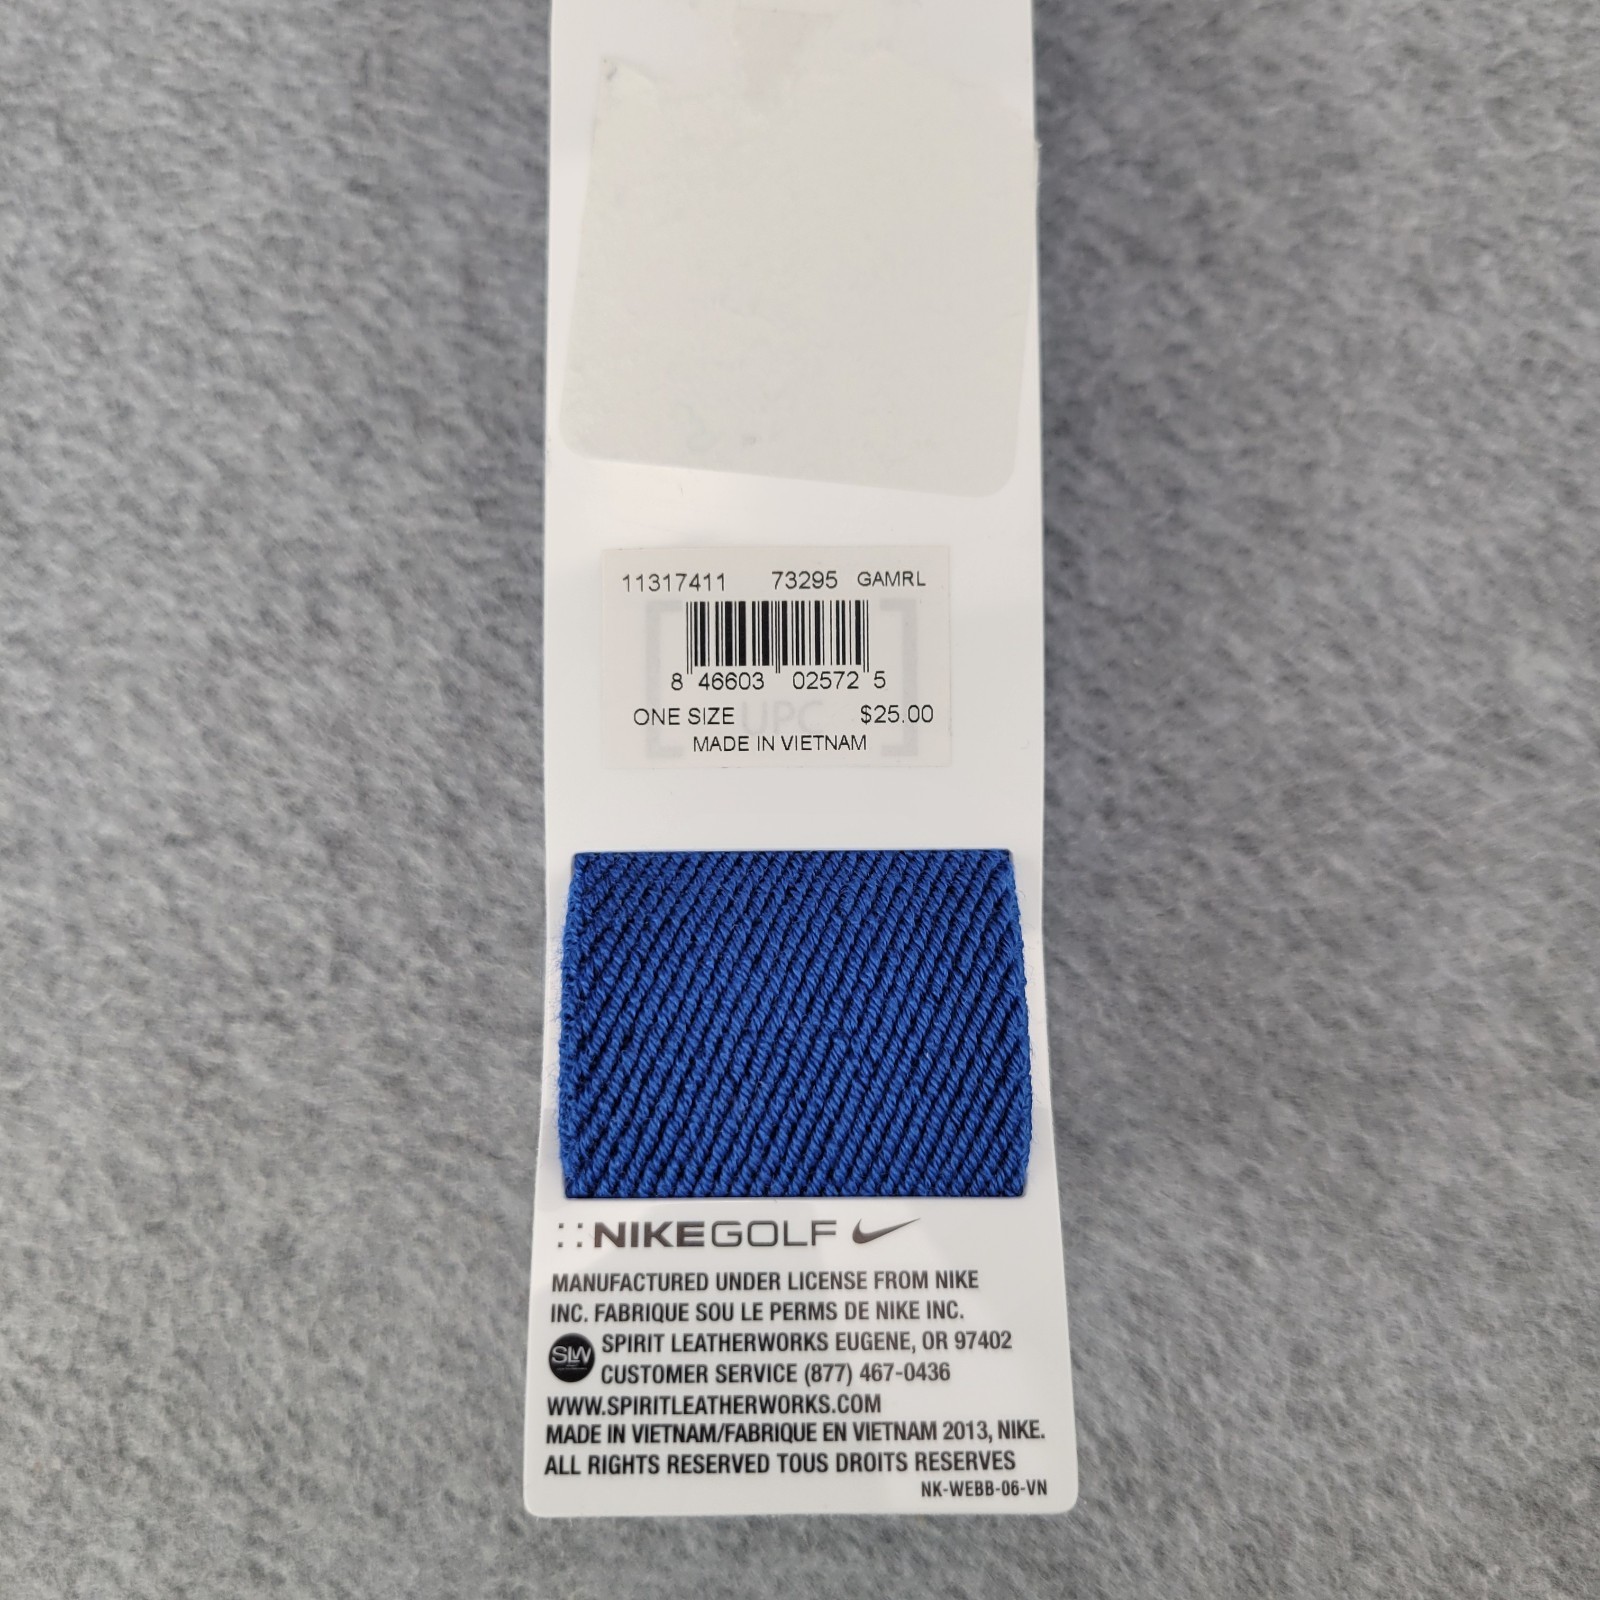 11317411 73295 GAMRL
8 46603 02572 5
UPC
ONE SIZE $25.00
MADE IN VIETNAM
NIKEGOLF
MANUFACTURED UNDER LICENSE FROM NIKE
INC. FABRIQUE SOU LE PERMS DE NIKE INC.
SLW SPIRIT LEATHERWORKS EUGENE, OR 97402
CUSTOMER SERVICE (877) 467-0436
WWW.SPIRITLEATHERWORKS.COM
MADE IN VIETNAM/FABRIQUE EN VIETNAM 2013, NIKE.
ALL RIGHTS RESERVED TOUS DROITS RESERVES
NK-WEBB-06-VN